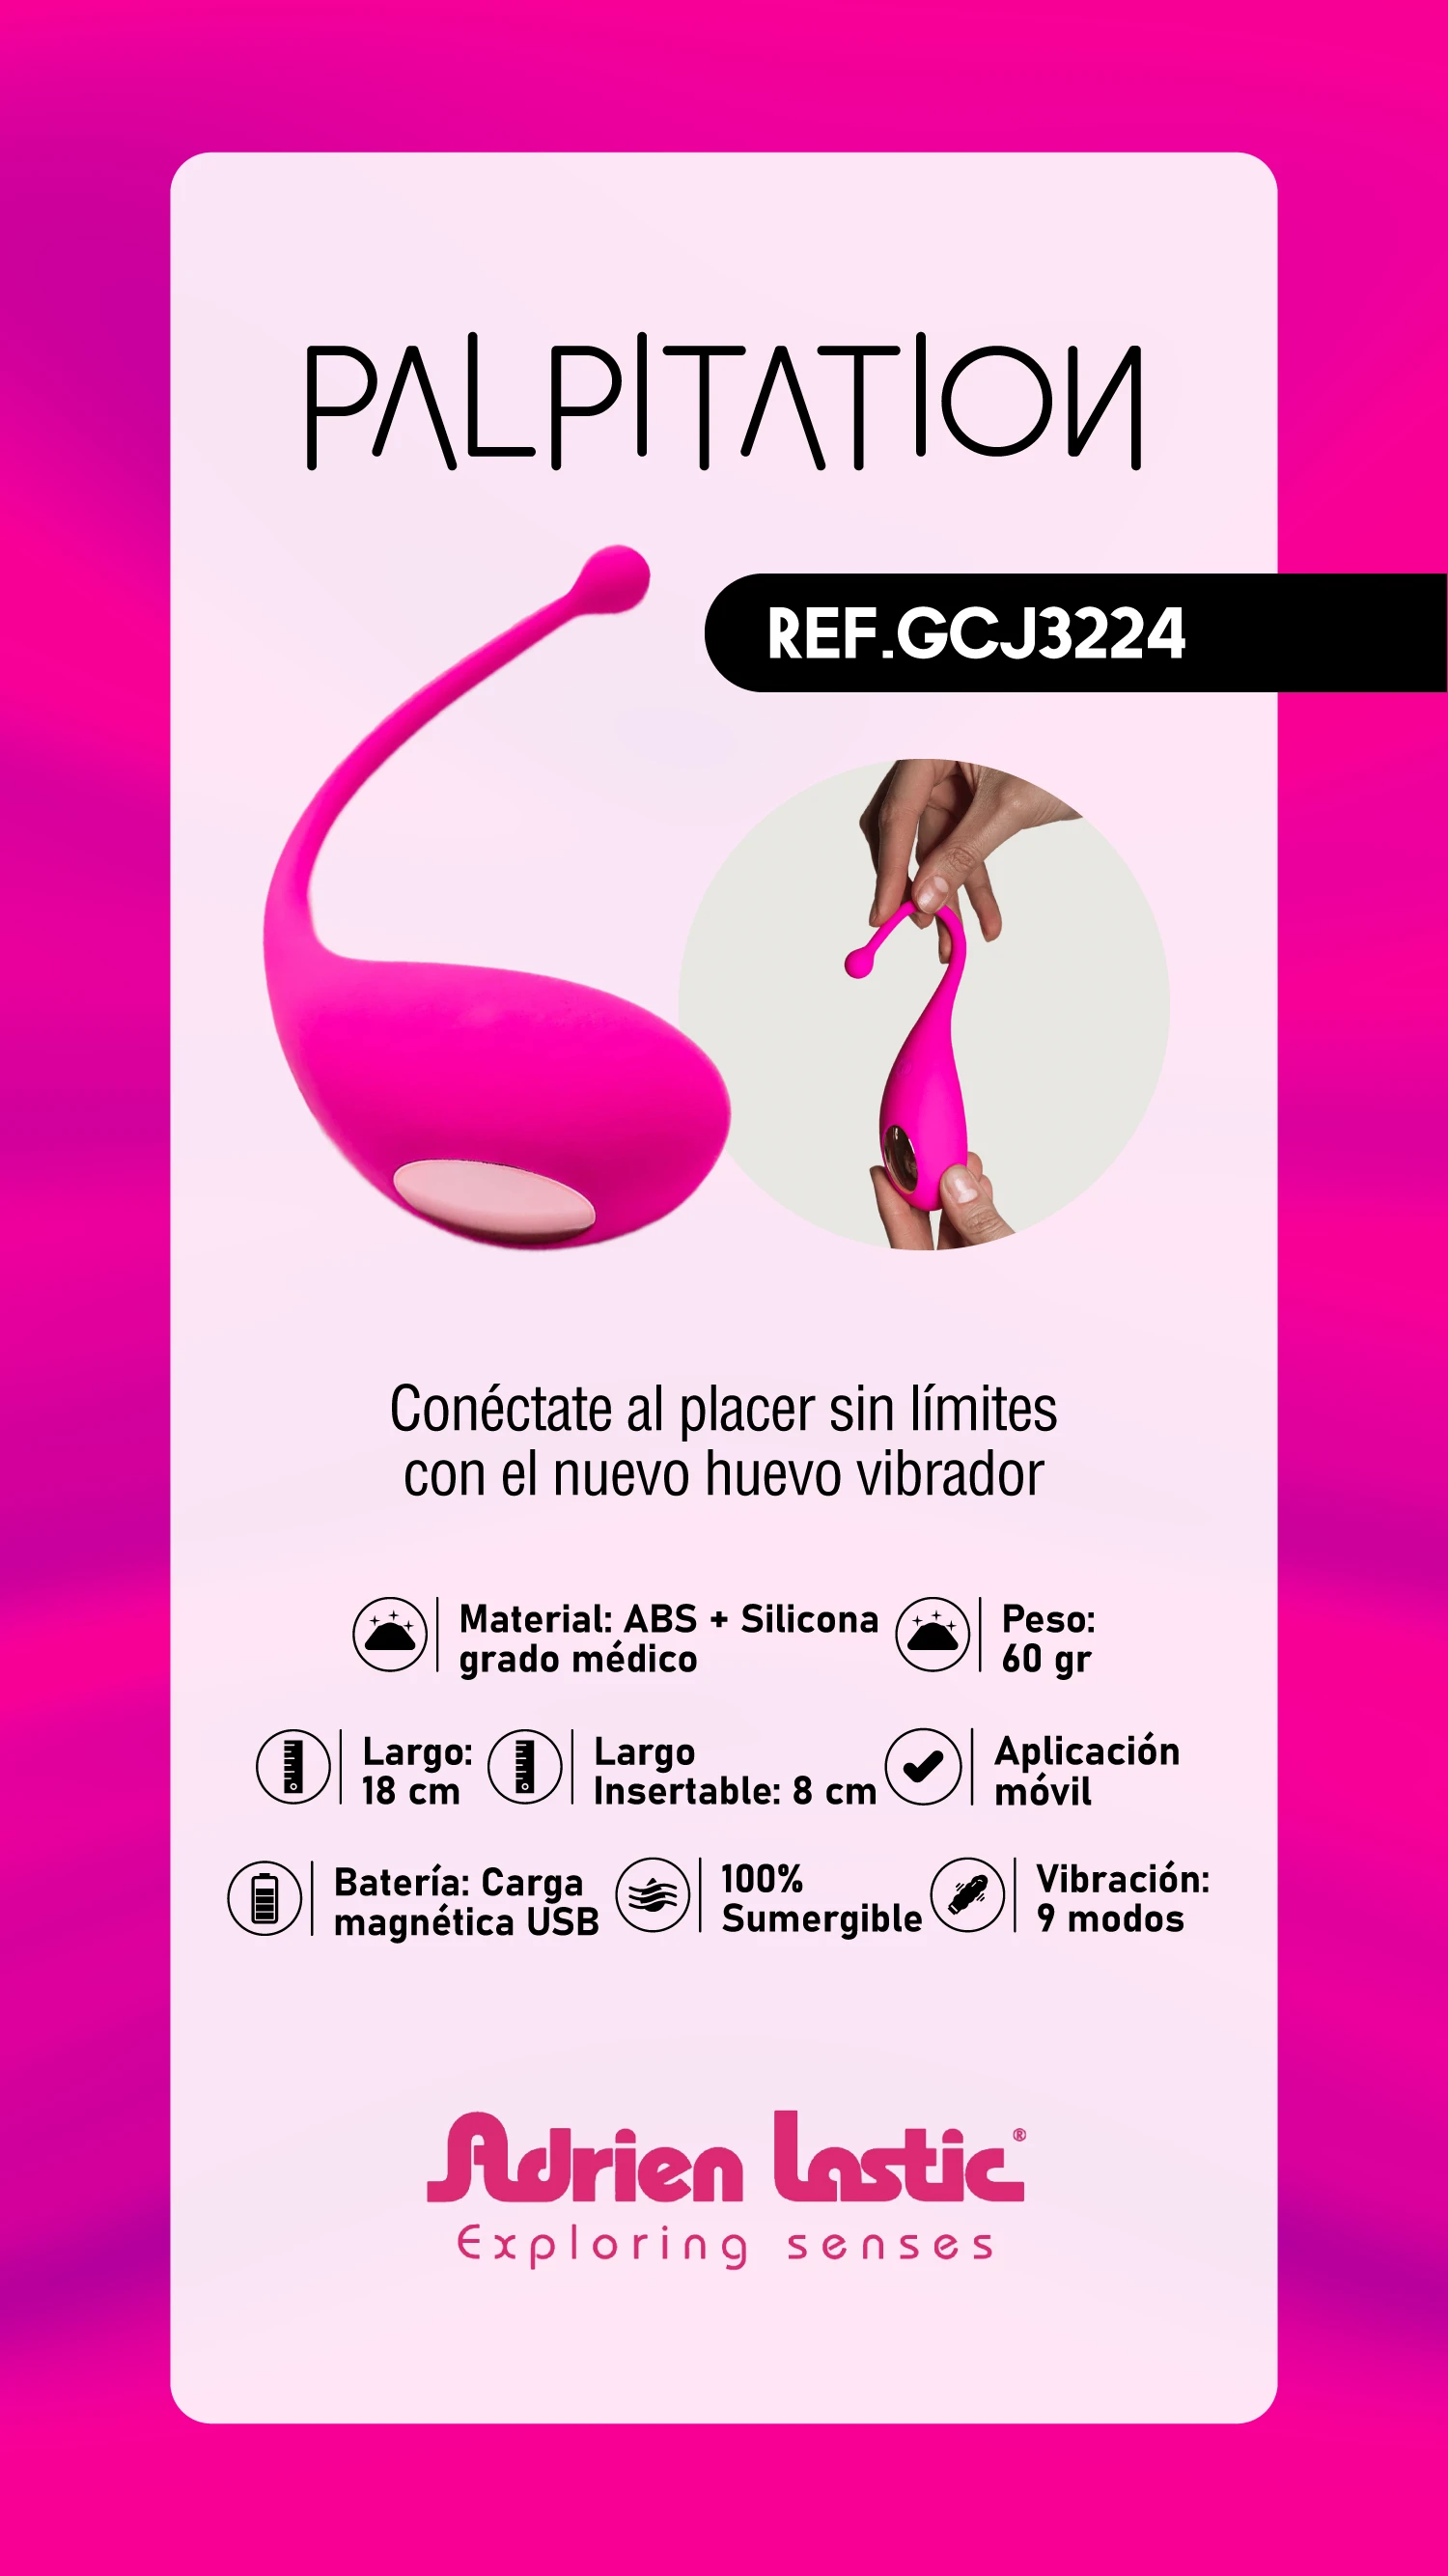 PALPITATION
REF.GCJ3224
Conéctate al placer sin límites
con el nuevo huevo vibrador
Material: ABS + Silicona
grado médico
Peso:
60 gr
Largo:
18 cm
Largo
Insertable: 8 cm
Aplicación
móvil
Batería: Carga
magnética USB
100%
Sumergible
Vibración:
9 modos
Adrien Lastic®
Exploring senses